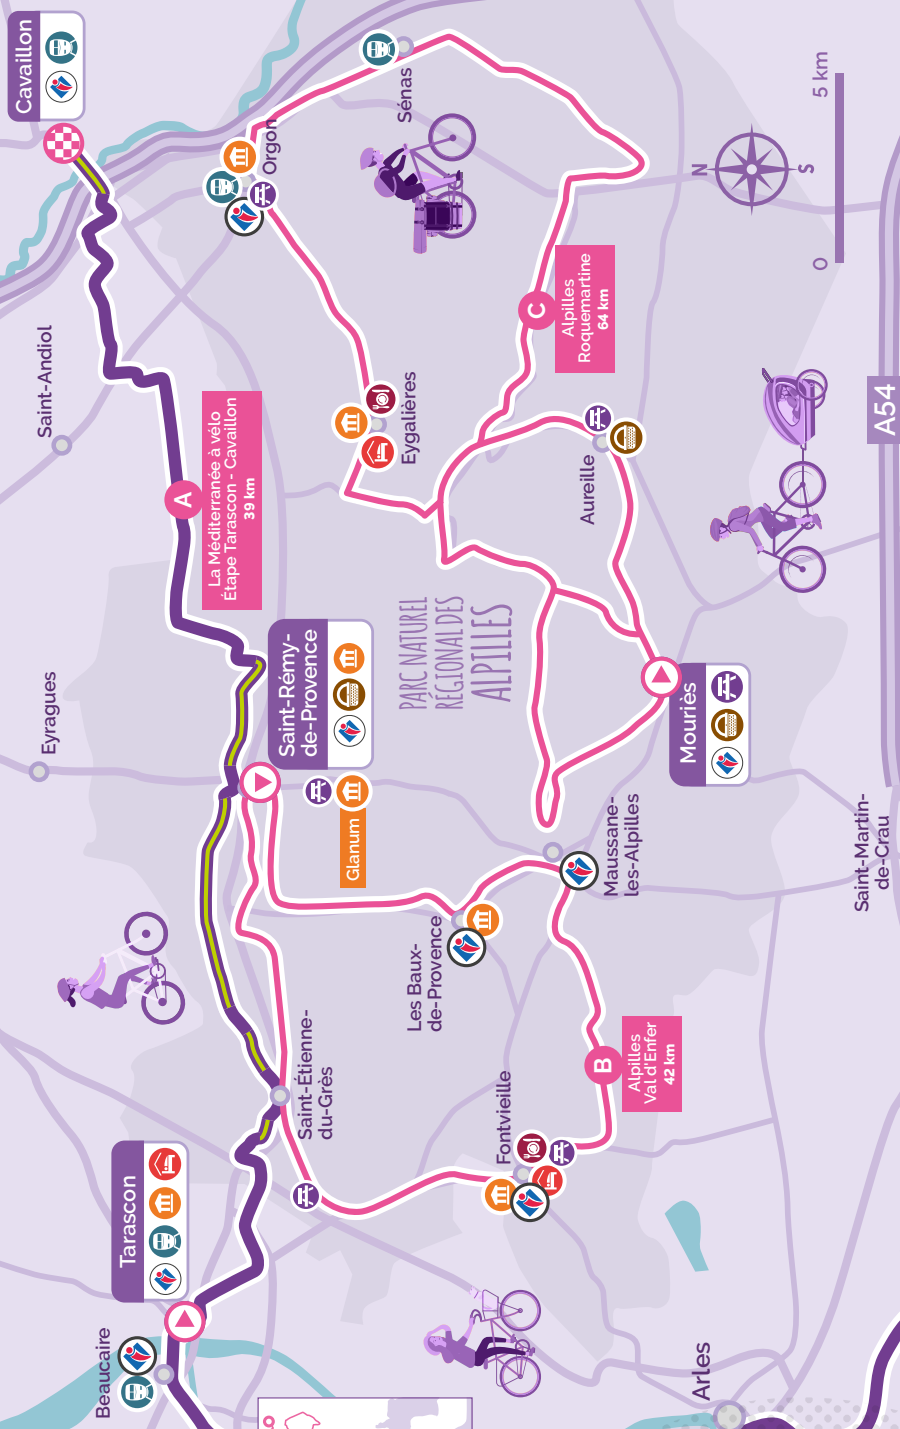 Cavaillon
Saint-Andiol
Orgon
Sénas
N
S
0
5 km
A
La Méditerranée à vélo
Étape Tarascon - Cavaillon
39 km
Eygalières
C
Alpilles
Roquemartine
64 km
Aureille
A54
Eyragues
Saint-Rémy-
de-Provence
PARC NATUREL
RÉGIONAL DES
ALPILLES
Mouriès
Glanum
Maussane-
les-Alpilles
Saint-Martin-
de-Crau
Les Baux-
de-Provence
Saint-Étienne-
du-Grès
Fontvieille
B
Alpilles
Val d'Enfer
42 km
Tarascon
Beaucaire
Arles